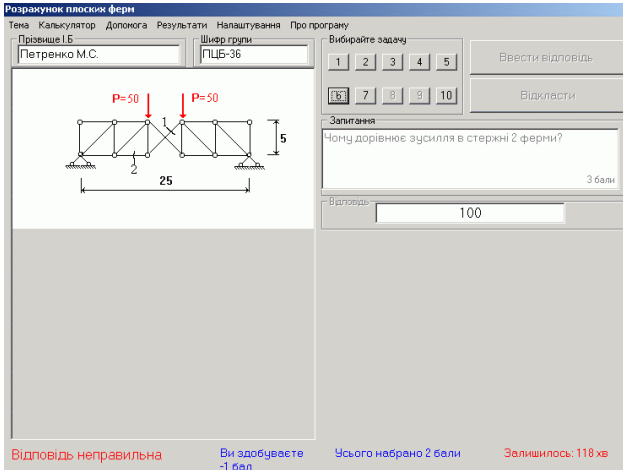 Розрахунок плоских ферм
Тема Калькулятор Допомога Результати Налаштування Про програму
Прізвище І.Б
Петренко М.С.
Шифр групи
ПЦБ-36
Вибирайте задачу
1 2 3 4 5
6 7 8 9 10
Ввести відповідь
Відкласти
P=50 P=50
1
5
2
25
Запитання
Чому дорівнює зусилля в стержні 2 ферми?
3 бали
Відповідь
100
Відповідь неправильна
Ви здобуваєте
-1 бал
Усього набрано 2 бали
Залишилось: 118 хв